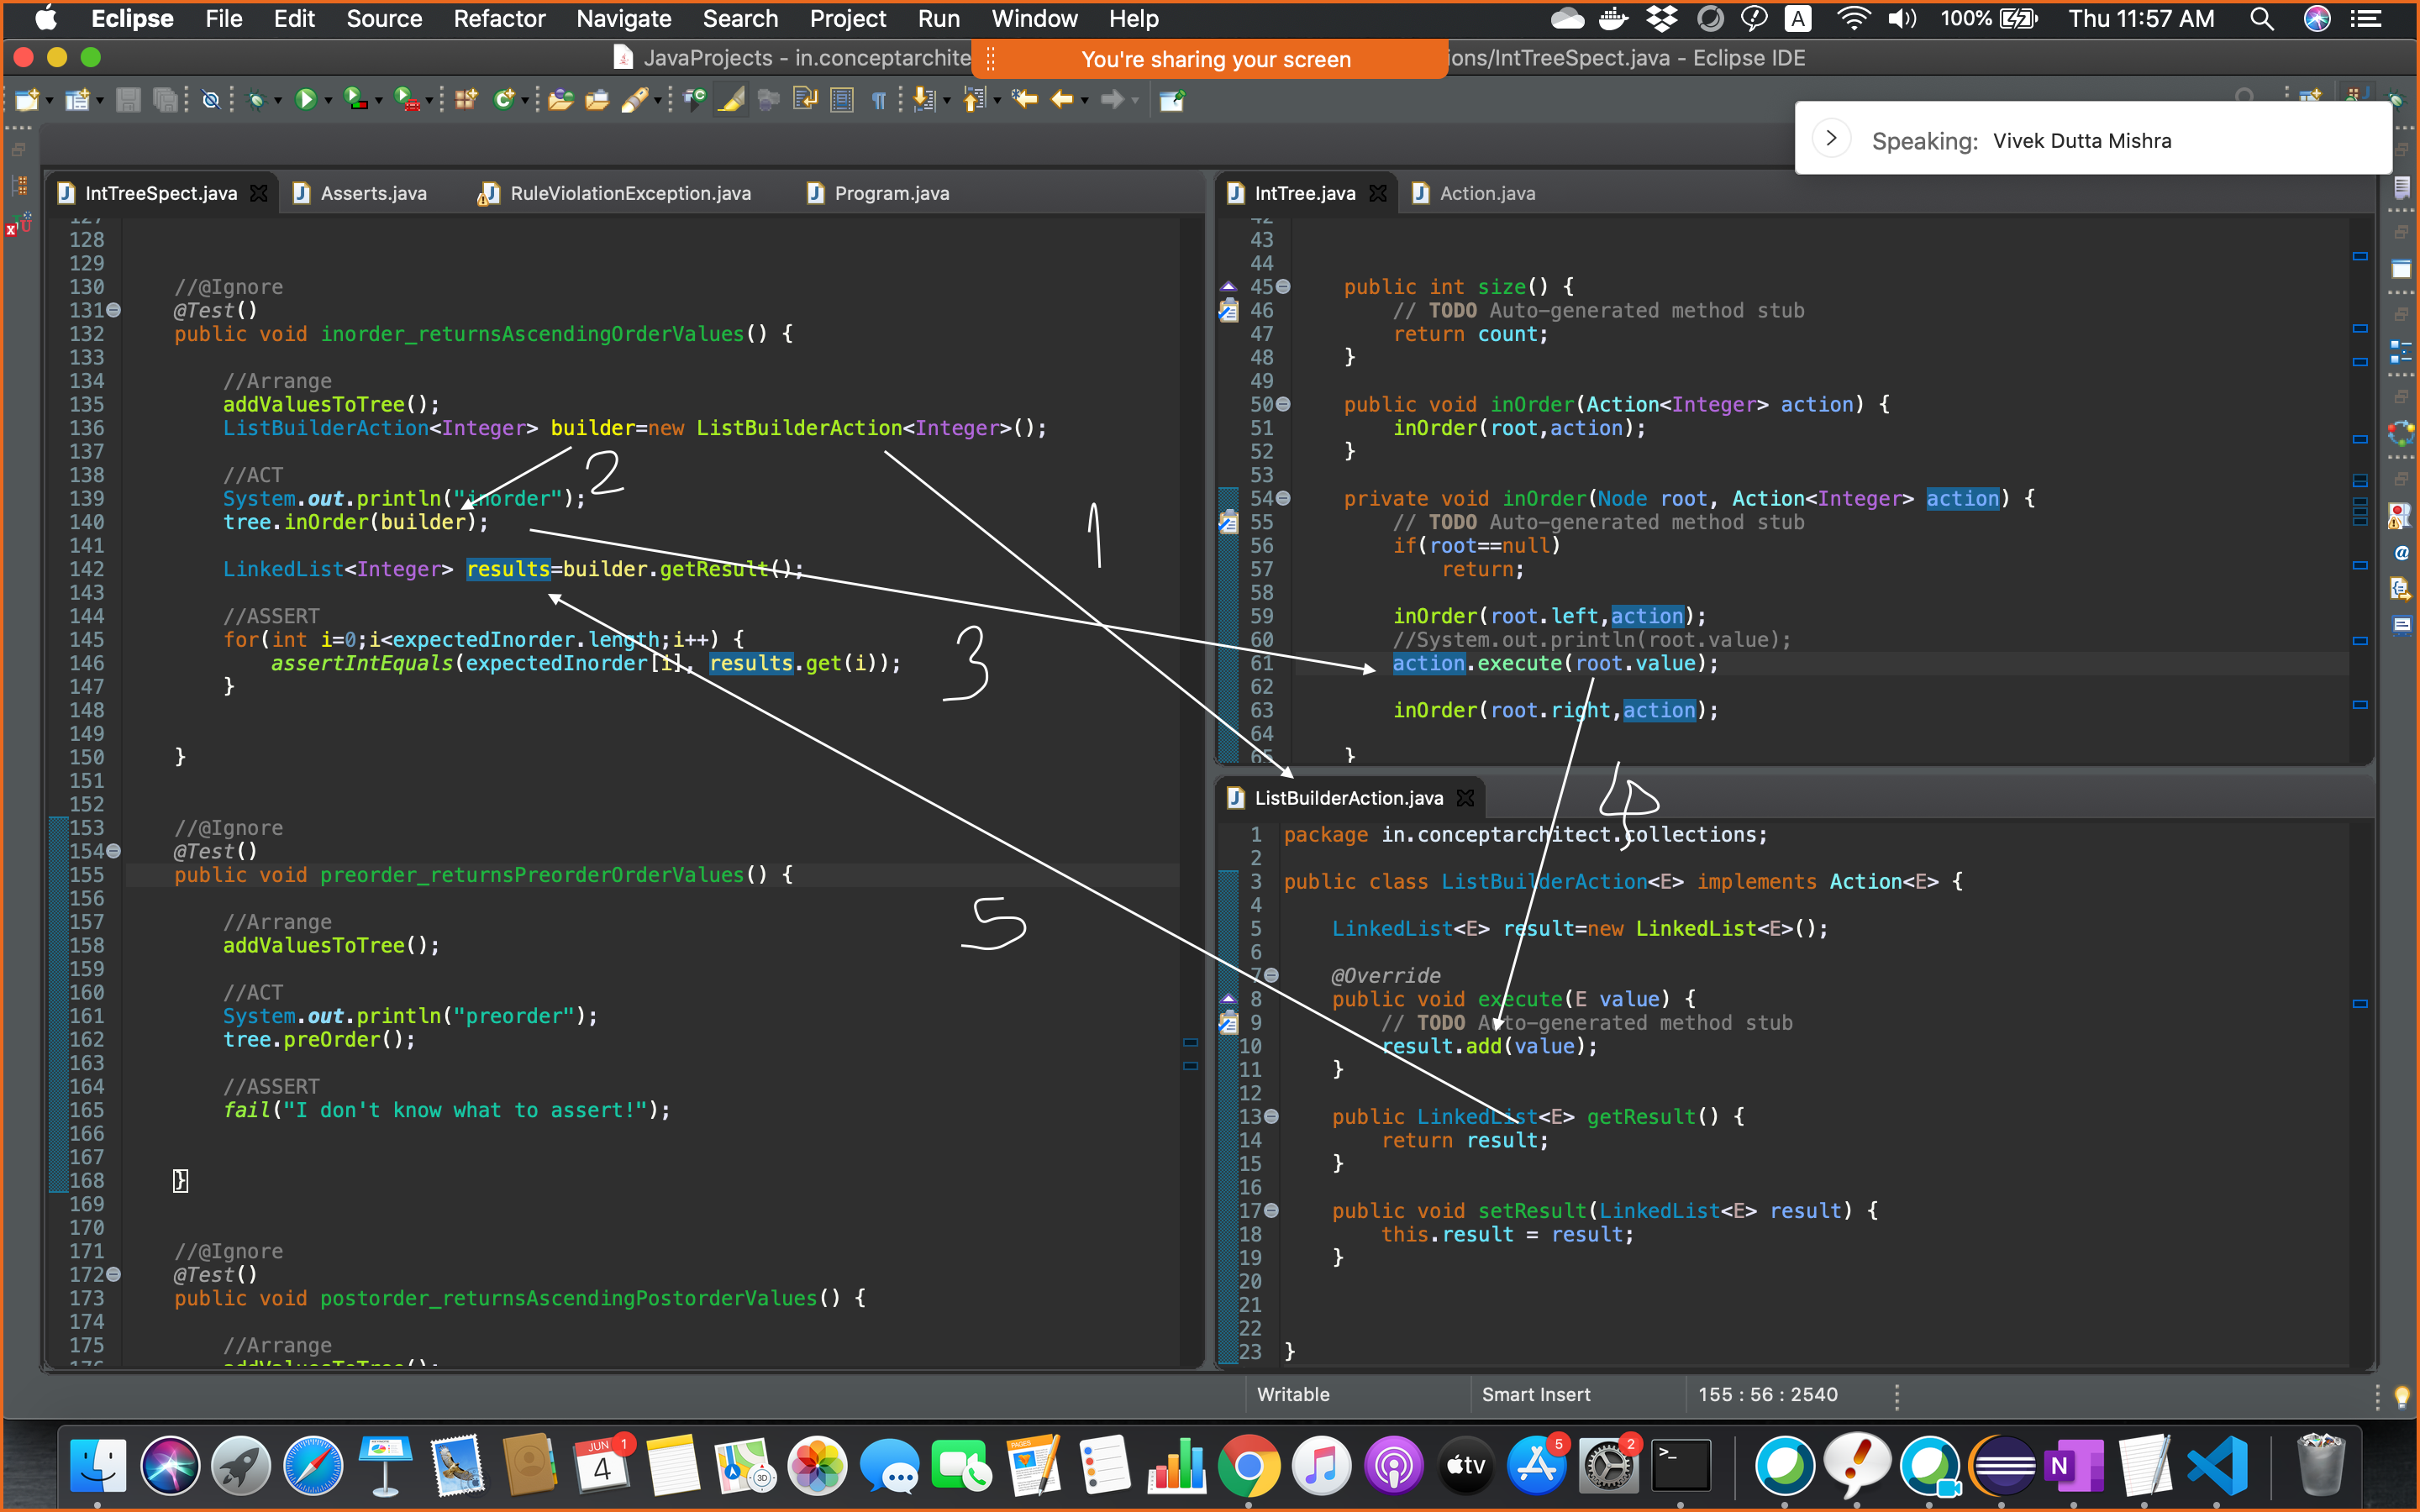 Eclipse File Edit Source Refactor Navigate Search Project Run Window Help A 100% Thu 11:57 AM
JavaProjects - in.conceptarchite
You're sharing your screen
ions/IntTreeSpect.java - Eclipse IDE
Speaking: Vivek Dutta Mishra
IntTreeSpect.java Asserts.java RuleViolationException.java Program.java
127
128
129
130 //@Ignore
131 @Test()
132 public void inorder_returnsAscendingOrderValues() {
133
134 //Arrange
135 addValuesToTree();
136 ListBuilderAction<Integer> builder=new ListBuilderAction<Integer>();
137
138 //ACT
139 System.out.println("inorder");
140 tree.inOrder(builder);
141
142 LinkedList<Integer> results=builder.getResult();
143
144 //ASSERT
145 for(int i=0;i<expectedInorder.length;i++) {
146 assertIntEquals(expectedInorder[i], results.get(i));
147 }
148
149
150 }
151
152
153 //@Ignore
154 @Test()
155 public void preorder_returnsPreorderOrderValues() {
156
157 //Arrange
158 addValuesToTree();
159
160 //ACT
161 System.out.println("preorder");
162 tree.preOrder();
163
164 //ASSERT
165 fail("I don't know what to assert!");
166
167
168 }
169
170
171 //@Ignore
172 @Test()
173 public void postorder_returnsAscendingPostorderValues() {
174
175 //Arrange
176 addValuesToTree();
2
1
3
5
4
IntTree.java Action.java
42
43
44
45 public int size() {
46 // TODO Auto-generated method stub
47 return count;
48 }
49
50 public void inOrder(Action<Integer> action) {
51 inOrder(root,action);
52 }
53
54 private void inOrder(Node root, Action<Integer> action) {
55 // TODO Auto-generated method stub
56 if(root==null)
57 return;
58
59 inOrder(root.left,action);
60 //System.out.println(root.value);
61 action.execute(root.value);
62
63 inOrder(root.right,action);
64
65 }
ListBuilderAction.java
1 package in.conceptarchitect.collections;
2
3 public class ListBuilderAction<E> implements Action<E> {
4
5 LinkedList<E> result=new LinkedList<E>();
6
7 @Override
8 public void execute(E value) {
9 // TODO Auto-generated method stub
10 result.add(value);
11 }
12
13 public LinkedList<E> getResult() {
14 return result;
15 }
16
17 public void setResult(LinkedList<E> result) {
18 this.result = result;
19 }
20
21
22
23 }
Writable Smart Insert 155 : 56 : 2540
JUN 1
4
3D
PAGES
tv
5
2
>_
N